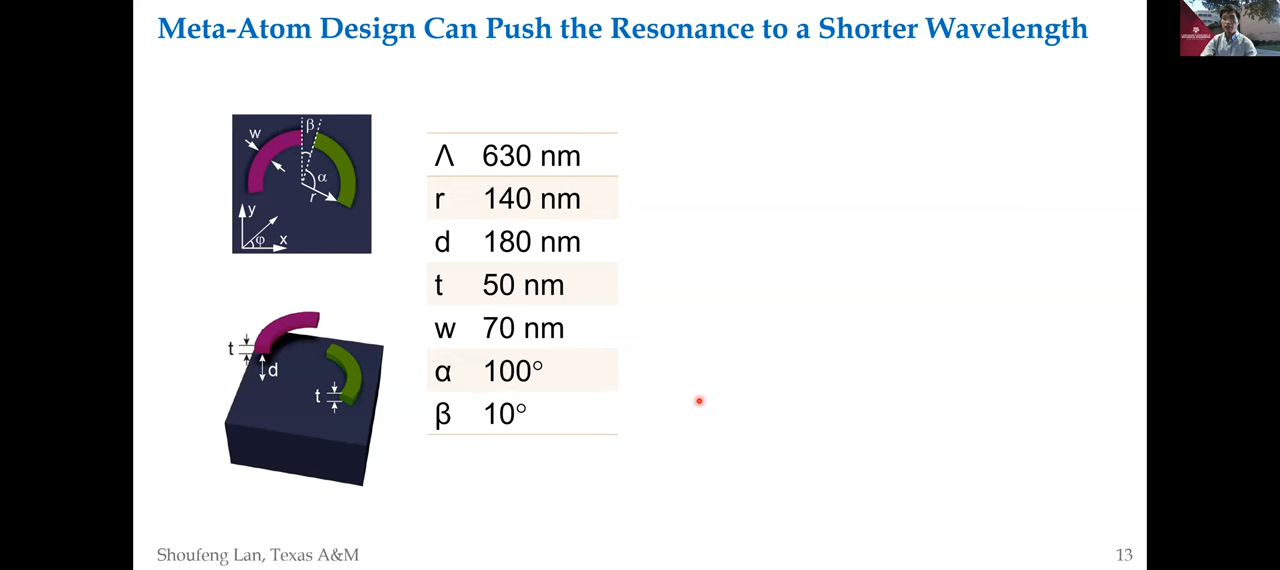 Meta-Atom Design Can Push the Resonance to a Shorter Wavelength
w
β
α
r
y
φ
x
t
d
t
Λ 630 nm
r 140 nm
d 180 nm
t 50 nm
w 70 nm
α 100°
β 10°
Shoufeng Lan, Texas A&M
13